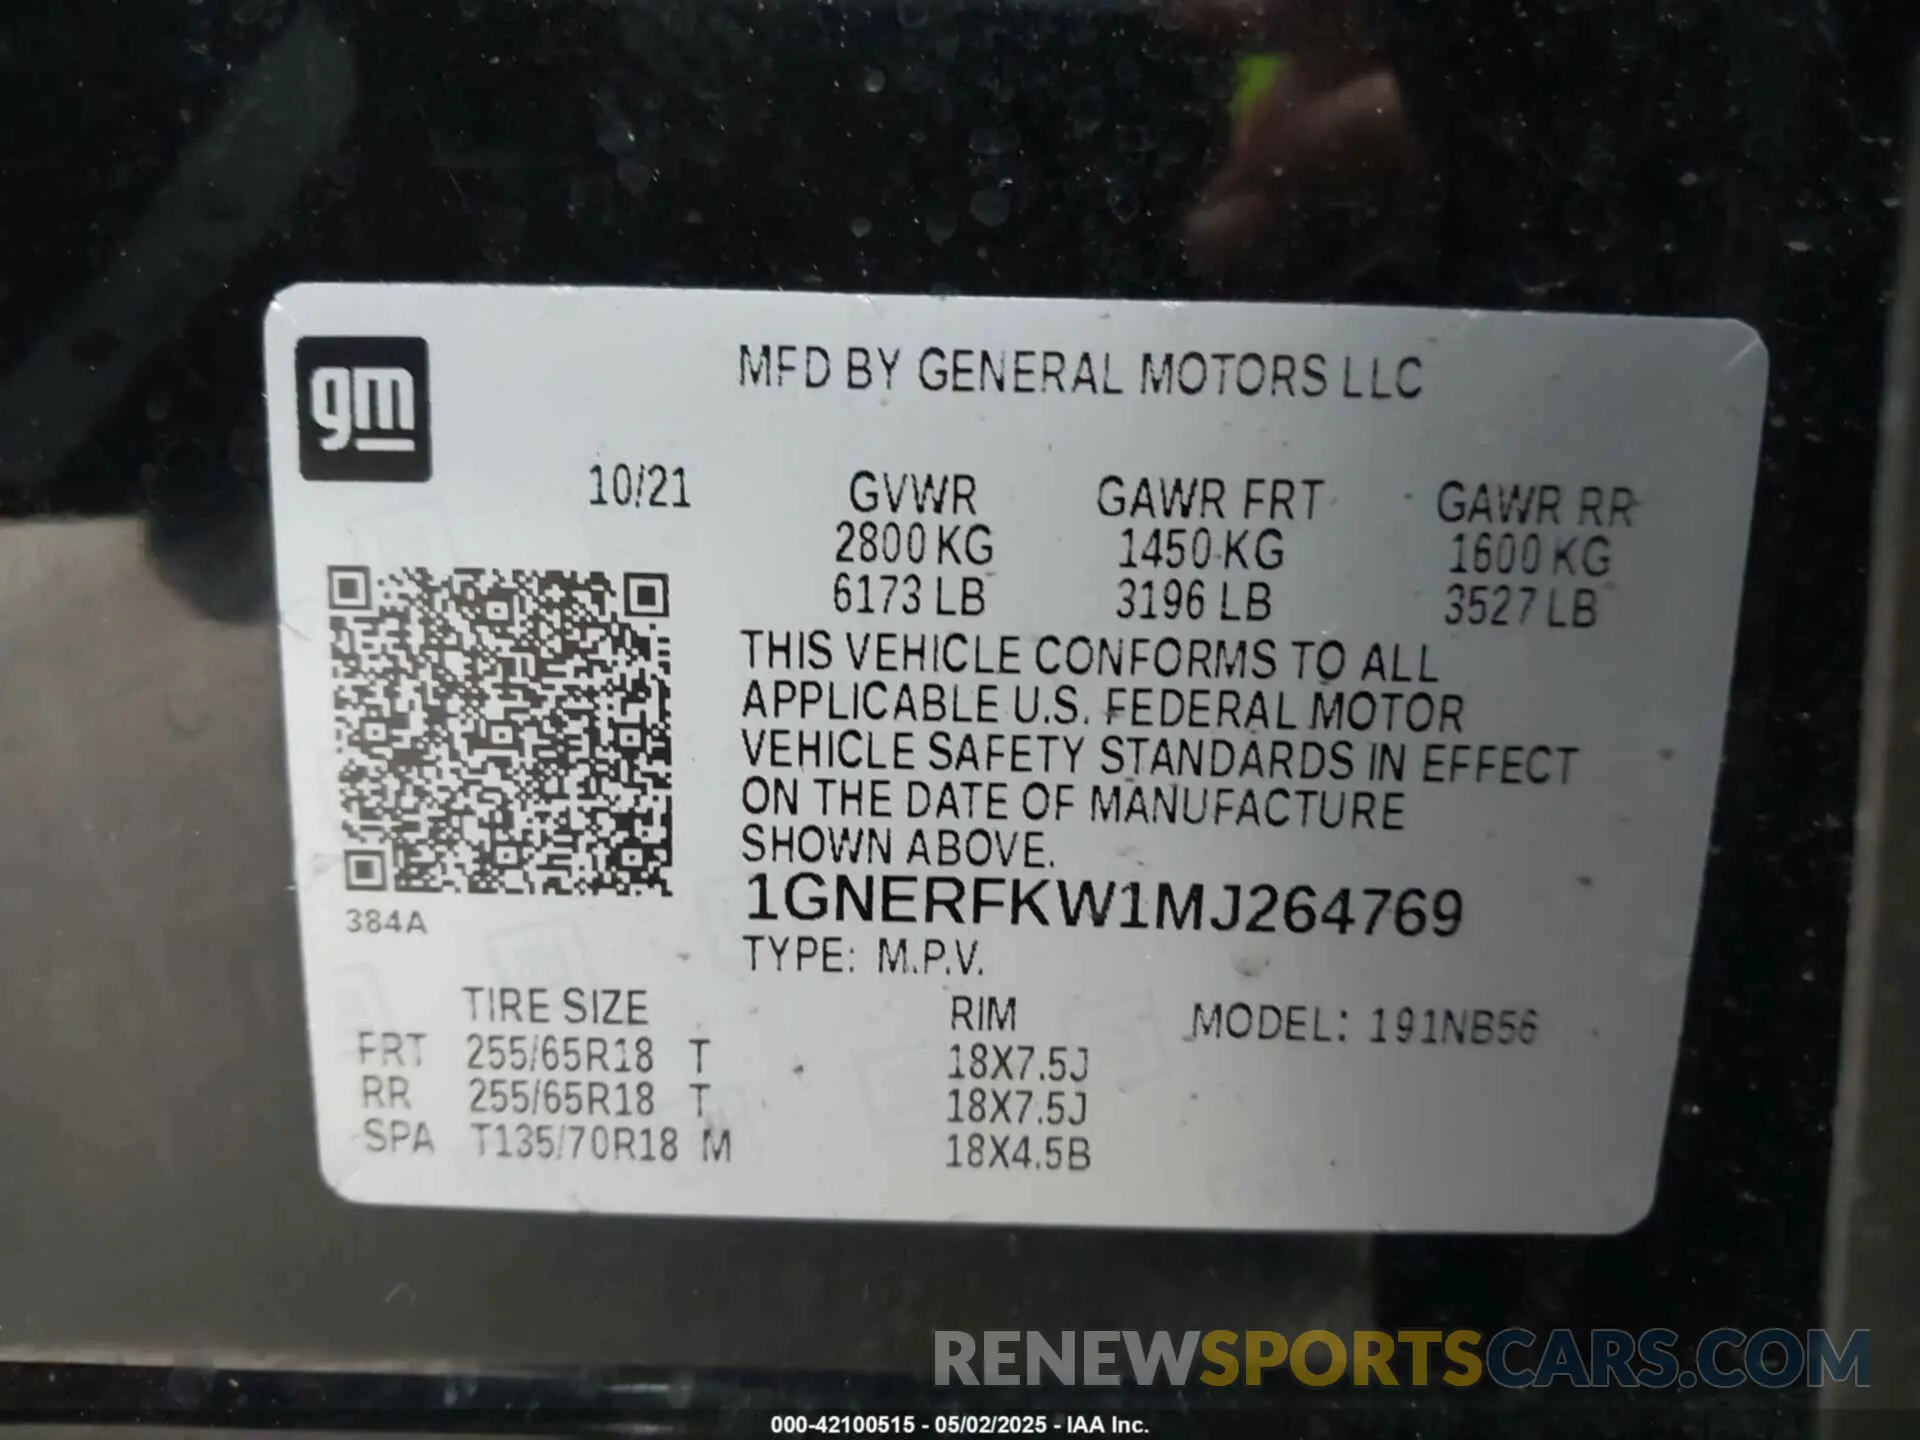 gm
MFD BY GENERAL MOTORS LLC
10/21
GVWR GAWR FRT GAWR RR
2800 KG 1450 KG 1600 KG
6173 LB 3196 LB 3527 LB
THIS VEHICLE CONFORMS TO ALL
APPLICABLE U.S. FEDERAL MOTOR
VEHICLE SAFETY STANDARDS IN EFFECT
ON THE DATE OF MANUFACTURE
SHOWN ABOVE.
1GNERFKW1MJ264769
384A
TYPE: M.P.V.
TIRE SIZE RIM MODEL: 191NB56
FRT 255/65R18 T 18X7.5J
RR 255/65R18 T 18X7.5J
SPA T135/70R18 M 18X4.5B
RENEWSPORTSCARS.COM
000-42100515 - 05/02/2025 - IAA Inc.